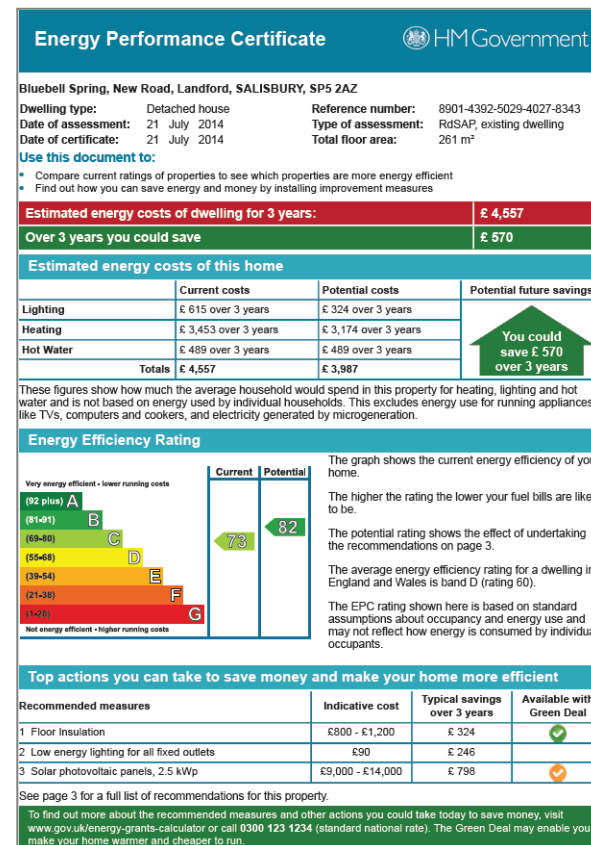 Energy Performance Certificate
HM Government
Bluebell Spring, New Road, Landford, SALISBURY, SP5 2AZ
Dwelling type: Detached house
Date of assessment: 21 July 2014
Date of certificate: 21 July 2014
Reference number: 8901-4392-5029-4027-8343
Type of assessment: RdSAP, existing dwelling
Total floor area: 261 m²
Use this document to:
• Compare current ratings of properties to see which properties are more energy efficient
• Find out how you can save energy and money by installing improvement measures
Estimated energy costs of dwelling for 3 years: £ 4,557
Over 3 years you could save £ 570
Estimated energy costs of this home
Current costs Potential costs Potential future savings
Lighting £ 615 over 3 years £ 324 over 3 years
Heating £ 3,453 over 3 years £ 3,174 over 3 years
Hot Water £ 489 over 3 years £ 489 over 3 years
Totals £ 4,557 £ 3,987
You could
save £ 570
over 3 years
These figures show how much the average household would spend in this property for heating, lighting and hot
water and is not based on energy used by individual households. This excludes energy use for running appliances
like TVs, computers and cookers, and electricity generated by microgeneration.
Energy Efficiency Rating
Current Potential
Very energy efficient - lower running costs
(92 plus) A
(81-91) B
(69-80) C
(55-68) D
(39-54) E
(21-38) F
(1-20) G
Not energy efficient - higher running costs
73
82
The graph shows the current energy efficiency of you
home.
The higher the rating the lower your fuel bills are like
to be.
The potential rating shows the effect of undertaking
the recommendations on page 3.
The average energy efficiency rating for a dwelling in
England and Wales is band D (rating 60).
The EPC rating shown here is based on standard
assumptions about occupancy and energy use and
may not reflect how energy is consumed by individua
occupants.
Top actions you can take to save money and make your home more efficient
Recommended measures Indicative cost Typical savings over 3 years Available with Green Deal
1 Floor Insulation £800 - £1,200 £ 324
2 Low energy lighting for all fixed outlets £90 £ 246
3 Solar photovoltaic panels, 2.5 kWp £9,000 - £14,000 £ 798
See page 3 for a full list of recommendations for this property.
To find out more about the recommended measures and other actions you could take today to save money, visit
www.gov.uk/energy-grants-calculator or call 0300 123 1234 (standard national rate). The Green Deal may enable you
make your home warmer and cheaper to run.